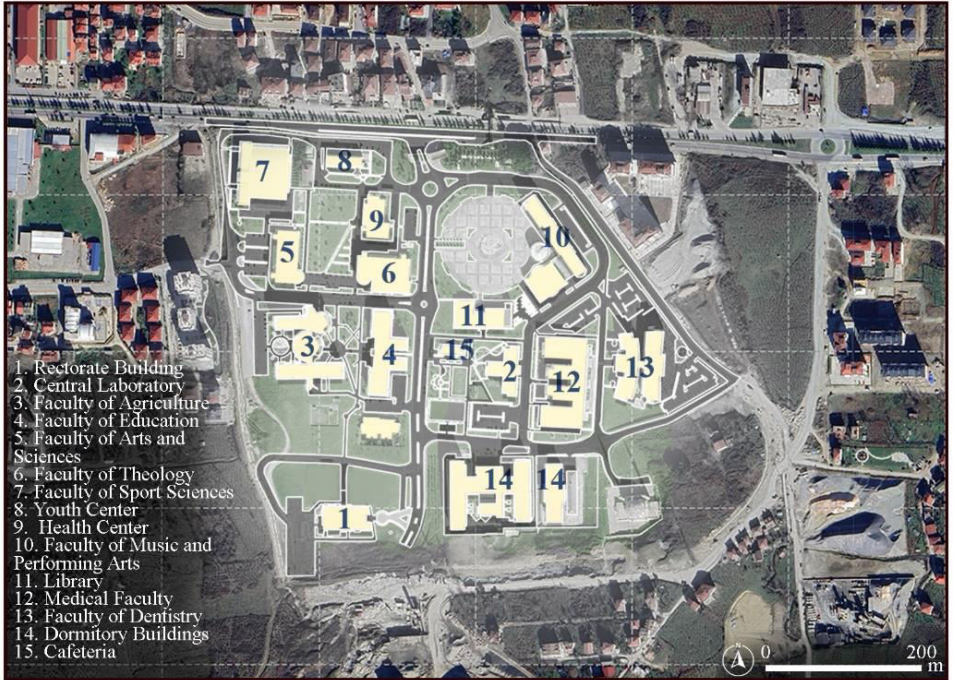 7
8
9
10
5
6
11
3
4
15
2
12
13
14
14
1
1. Rectorate Building
2. Central Laboratory
3. Faculty of Agriculture
4. Faculty of Education
5. Faculty of Arts and
Sciences
6. Faculty of Theology
7. Faculty of Sport Sciences
8. Youth Center
9. Health Center
10. Faculty of Music and
Performing Arts
11. Library
12. Medical Faculty
13. Faculty of Dentistry
14. Dormitory Buildings
15. Cafeteria
N
0 200
m